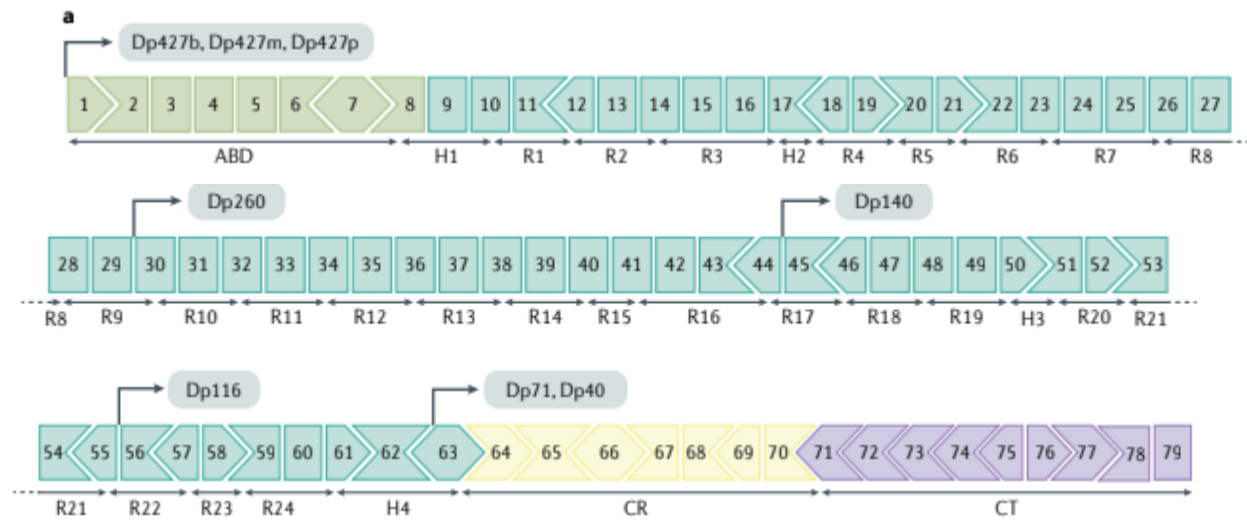 a
Dp427b, Dp427m, Dp427p
1 2 3 4 5 6 7 8 9 10 11 12 13 14 15 16 17 18 19 20 21 22 23 24 25 26 27
ABD H1 R1 R2 R3 H2 R4 R5 R6 R7 R8
Dp260 Dp140
28 29 30 31 32 33 34 35 36 37 38 39 40 41 42 43 44 45 46 47 48 49 50 51 52 53
R8 R9 R10 R11 R12 R13 R14 R15 R16 R17 R18 R19 H3 R20 R21
Dp116 Dp71, Dp40
54 55 56 57 58 59 60 61 62 63 64 65 66 67 68 69 70 71 72 73 74 75 76 77 78 79
R21 R22 R23 R24 H4 CR CT